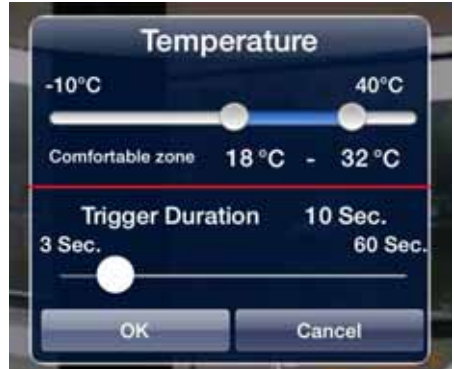 Temperature
-10°C 40°C
Comfortable zone 18°C - 32°C
Trigger Duration 10 Sec.
3 Sec. 60 Sec.
OK Cancel